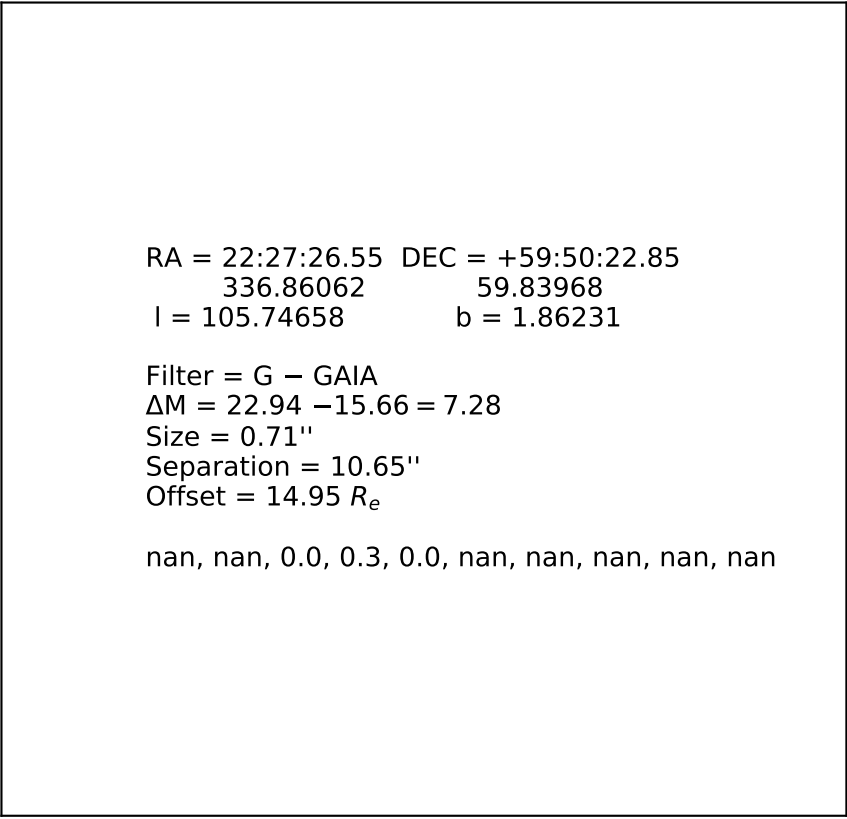 RA = 22:27:26.55  DEC = +59:50:22.85
336.86062  59.83968
l = 105.74658  b = 1.86231
Filter = G − GAIA
ΔM = 22.94 −15.66 = 7.28
Size = 0.71''
Separation = 10.65''
Offset = 14.95 Re
nan, nan, 0.0, 0.3, 0.0, nan, nan, nan, nan, nan